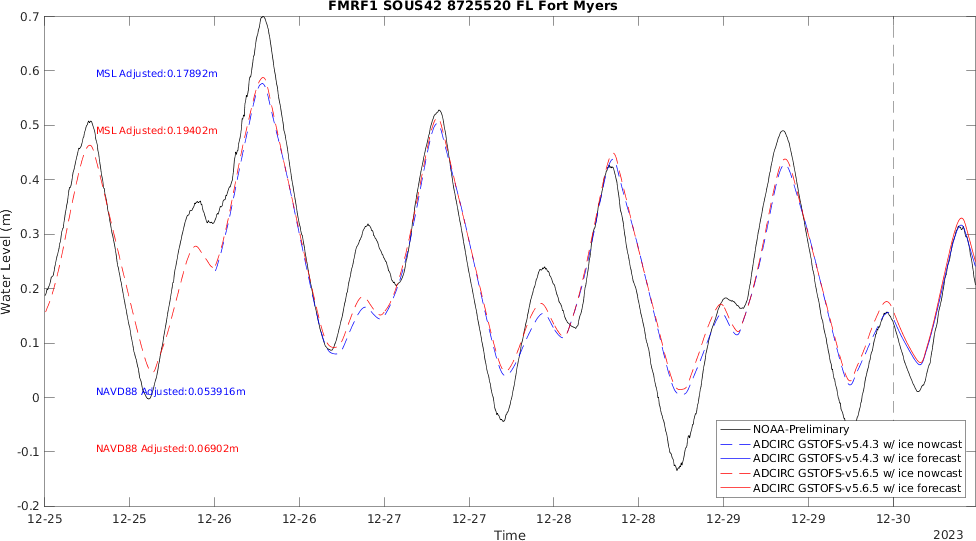 FMRF1 SOUS42 8725520 FL Fort Myers
0.7
0.6
0.5
0.4
0.3
0.2
0.1
0
-0.1
-0.2
Water Level (m)
MSL Adjusted:0.17892m
MSL Adjusted:0.19402m
NAVD88 Adjusted:0.053916m
NAVD88 Adjusted:0.06902m
NOAA-Preliminary
ADCIRC GSTOFS-v5.4.3 w/ ice nowcast
ADCIRC GSTOFS-v5.4.3 w/ ice forecast
ADCIRC GSTOFS-v5.6.5 w/ ice nowcast
ADCIRC GSTOFS-v5.6.5 w/ ice forecast
12-25 12-25 12-26 12-26 12-27 12-27 12-28 12-28 12-29 12-29 12-30
Time
2023